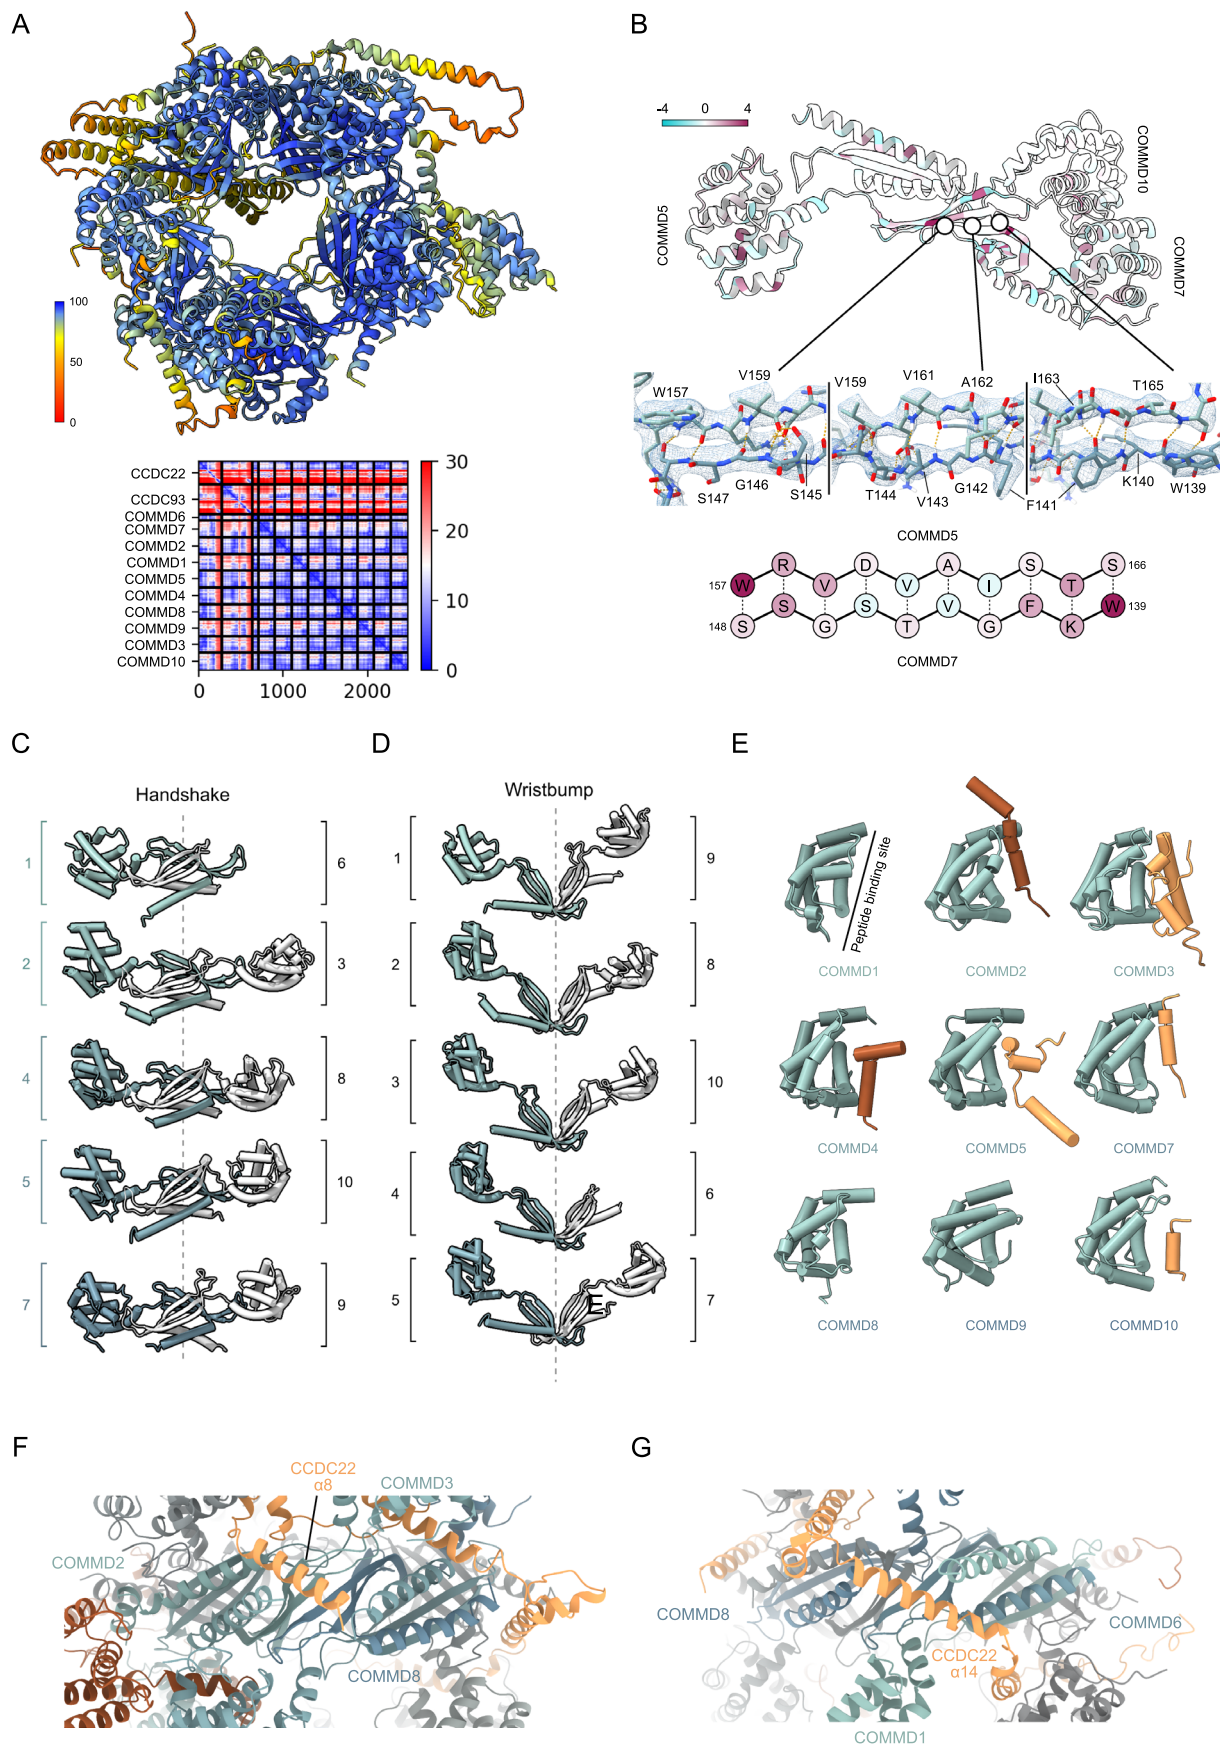 A
100
50
0
CCDC22
CCDC93
COMMD6
COMMD7
COMMD2
COMMD1
COMMD5
COMMD4
COMMD8
COMMD9
COMMD3
COMMD10
30
20
10
0
0 1000 2000
B
-4 0 4
COMMD5
COMMD10
COMMD7
W157 V159 V159 V161 A162 I163 T165
S147 G146 S145 T144 V143 G142 F141 K140 W139
COMMD5
157 W R V D V A I S T S 166
148 S S G S T V G F K W 139
COMMD7
C
Handshake
1 6
2 3
4 8
5 10
7 9
D
Wristbump
1 9
2 8
3 10
4 6
5 7
E
E
Peptide binding site
COMMD1 COMMD2 COMMD3
COMMD4 COMMD5 COMMD7
COMMD8 COMMD9 COMMD10
F
CCDC22
α8
COMMD3
COMMD2
COMMD8
G
COMMD8
COMMD6
CCDC22
α14
COMMD1